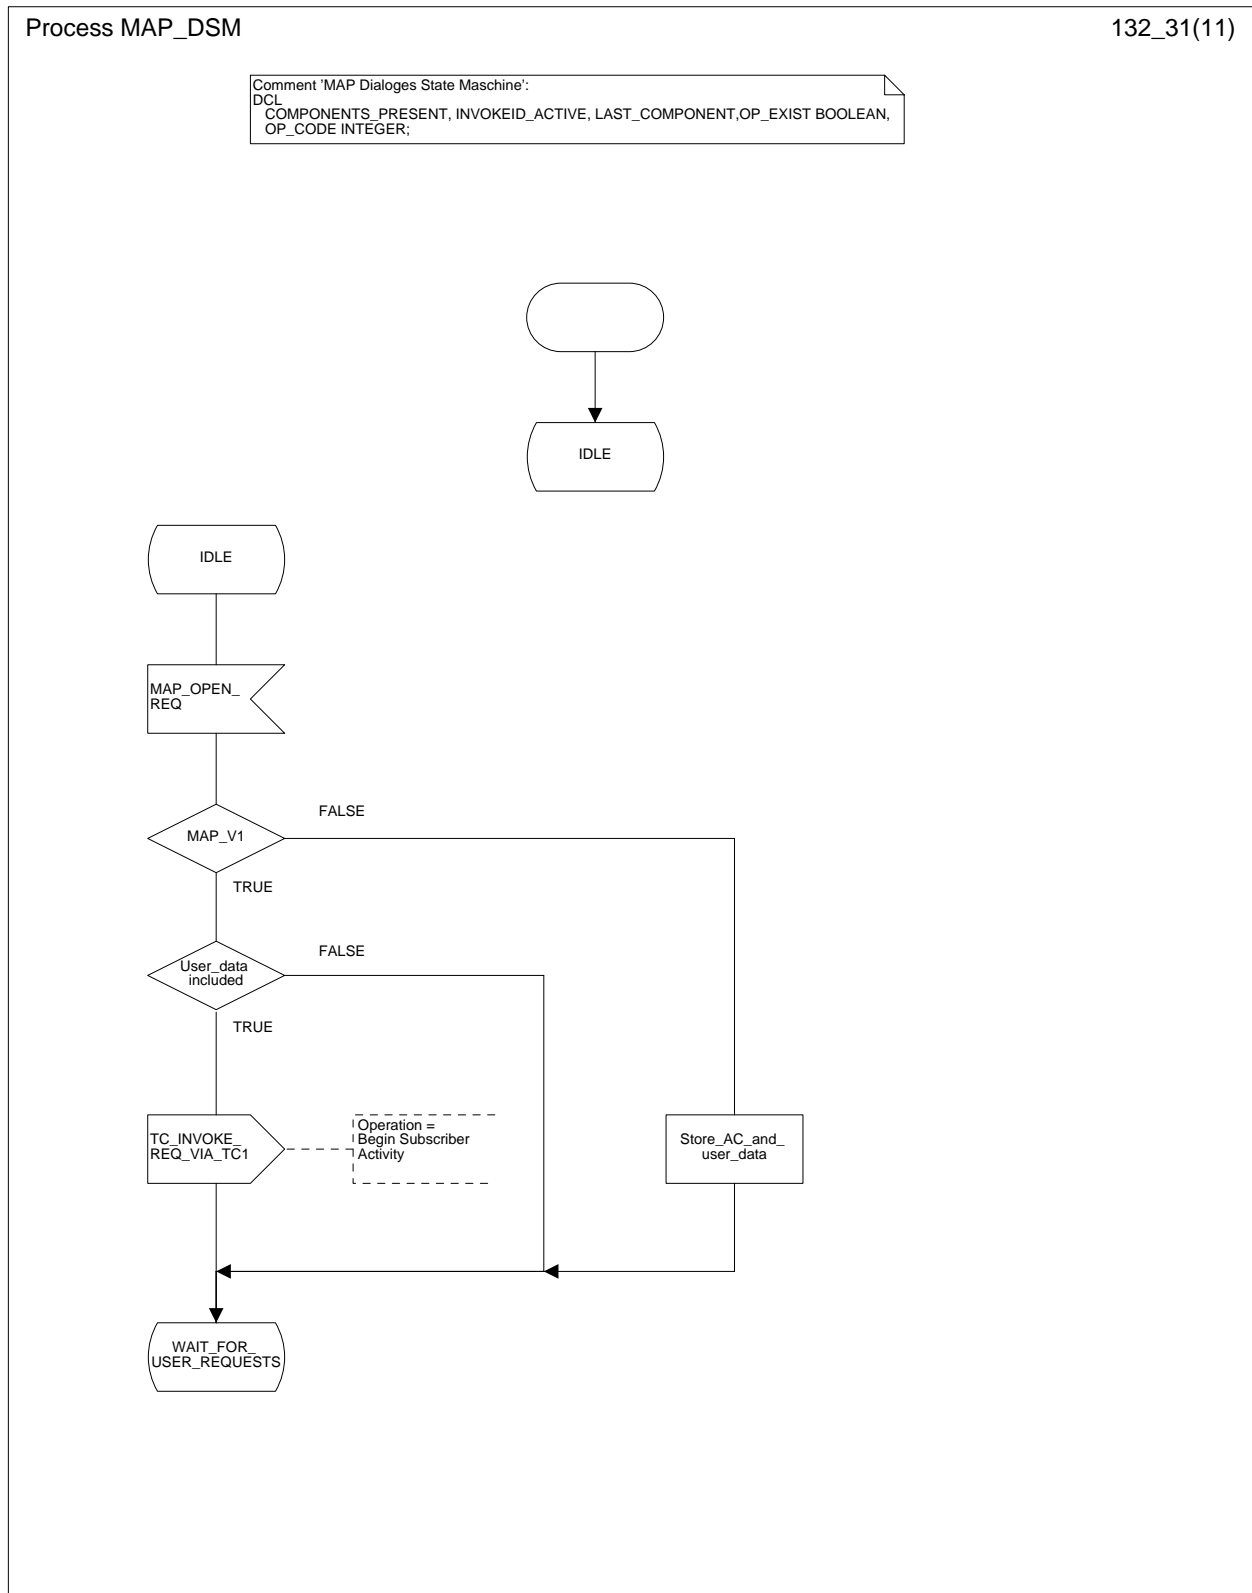 Process MAP_DSM
132_31(11)
Comment 'MAP Dialoges State Maschine':
DCL
COMPONENTS_PRESENT, INVOKEID_ACTIVE, LAST_COMPONENT,OP_EXIST BOOLEAN,
OP_CODE INTEGER;
IDLE
IDLE
MAP_OPEN_
REQ
FALSE
MAP_V1
TRUE
FALSE
User_data
included
TRUE
TC_INVOKE_
REQ_VIA_TC1
Operation =
Begin Subscriber
Activity
Store_AC_and_
user_data
WAIT_FOR_
USER_REQUESTS